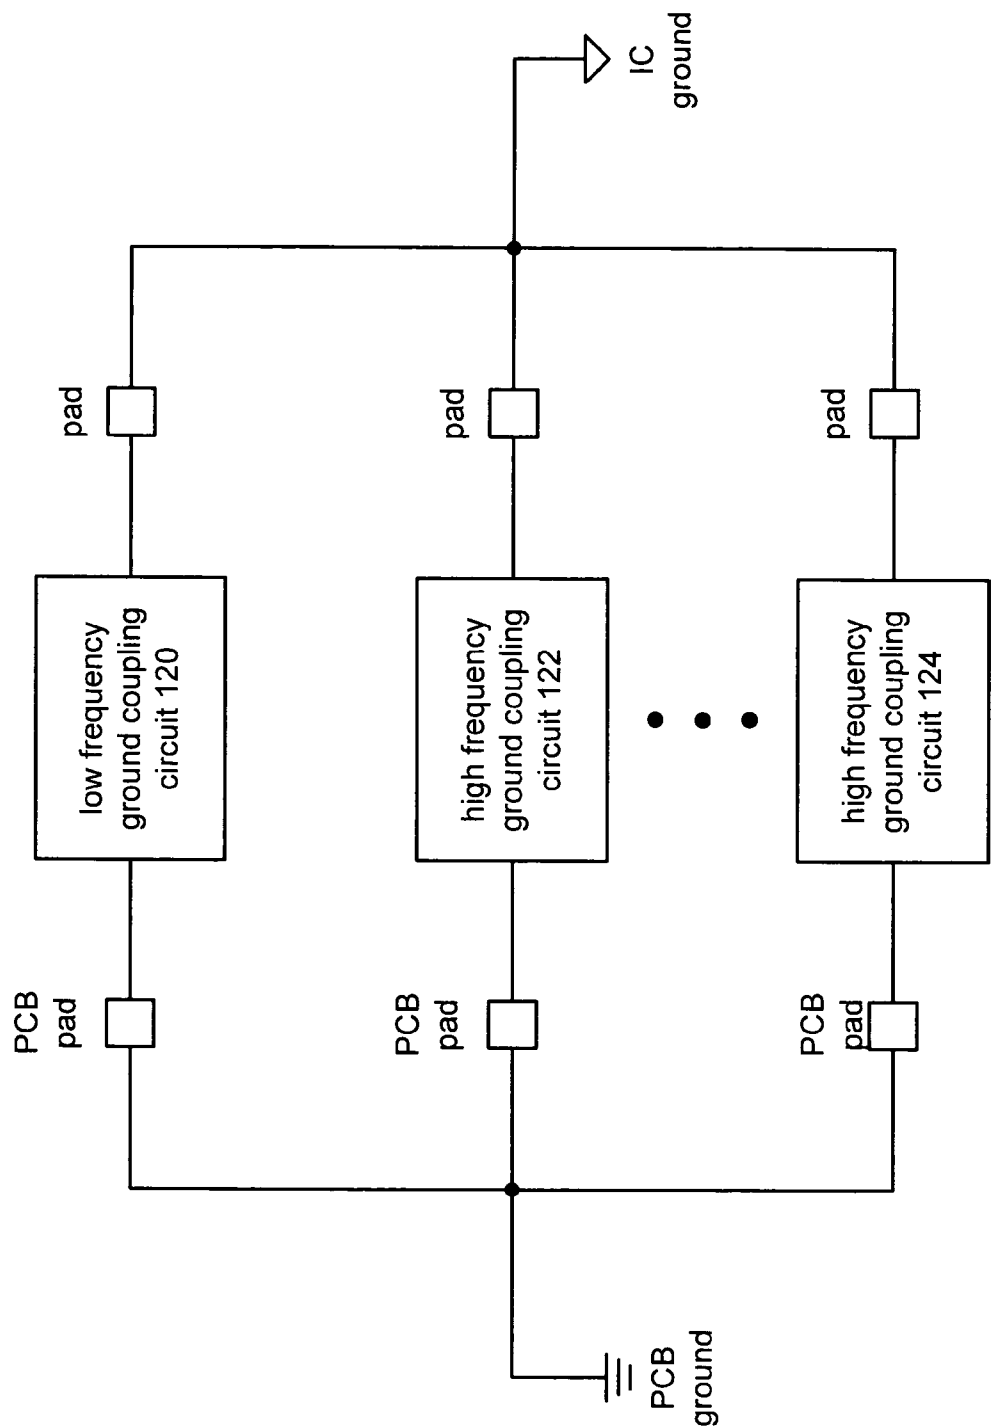 PCB
pad
low frequency
ground coupling
circuit 120
pad
PCB
ground
PCB
pad
high frequency
ground coupling
circuit 122
pad
IC
ground
PCB
pad
high frequency
ground coupling
circuit 124
pad